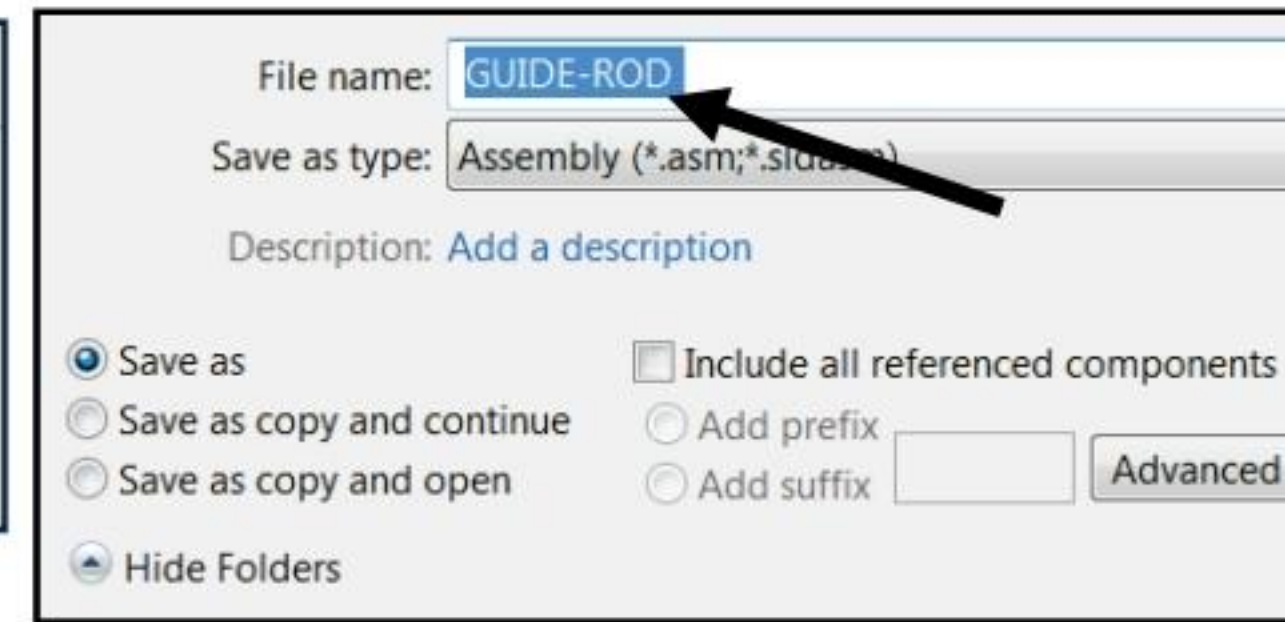 File name: GUIDE-ROD
Save as type: Assembly (*.asm;*.sldasm)
Description: Add a description
Save as
Include all referenced components
Save as copy and continue
Add prefix
Save as copy and open
Add suffix
Advanced
Hide Folders